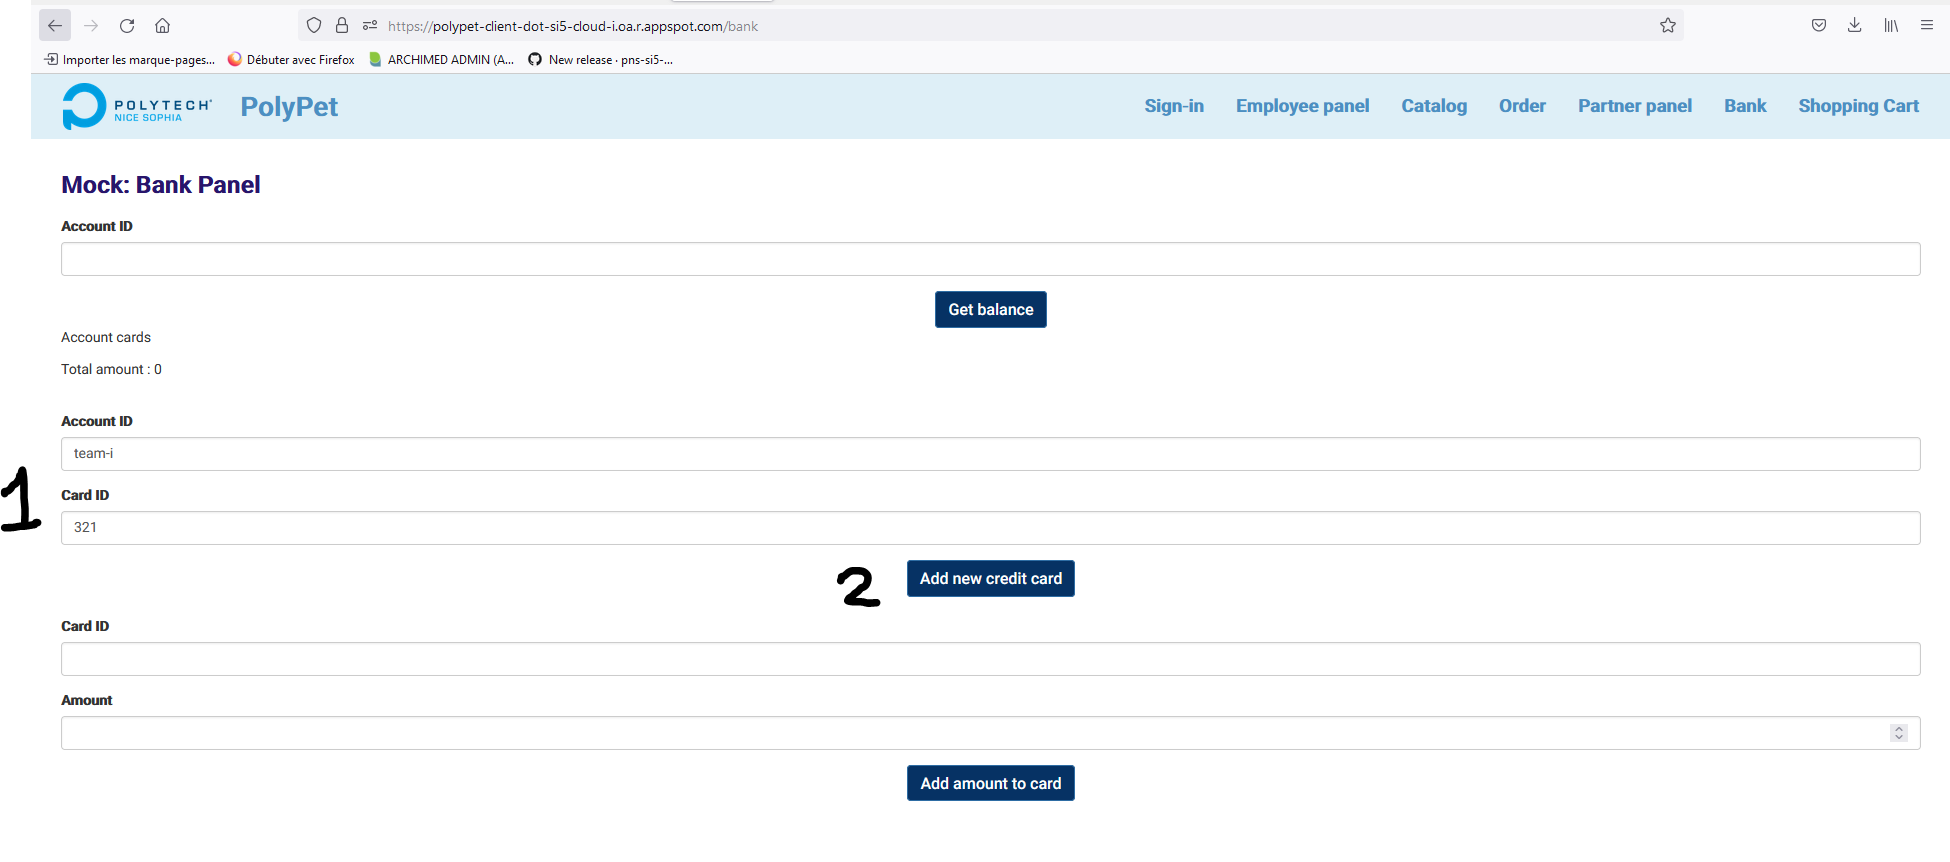 https://polypet-client-dot-si5-cloud-i.oa.r.appspot.com/bank
Importer les marque-pages... Débuter avec Firefox ARCHIMED ADMIN (A... New release · pns-si5-...
POLYTECH®
NICE SOPHIA
PolyPet Sign-in Employee panel Catalog Order Partner panel Bank Shopping Cart
Mock: Bank Panel
Account ID
Get balance
Account cards
Total amount : 0
Account ID
team-i
1
Card ID
321
2 Add new credit card
Card ID
Amount
Add amount to card